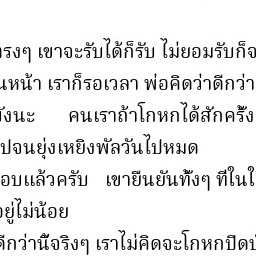 รงๆ เขาจะรับได้ก็รับ ไม่ยอมรับก็จ
นหน้า เราก็รอเวลา พ่อคิดว่าดีกว่า
ังนะ คนเราถ้าโกหกได้สักครั้ง
ปจนยุ่งเหยิงพัลวันไปหมด
อบแล้วครับ เขายืนยันทั้งๆ ที่ในใ
อยู่ไม่น้อย
ดีกว่านี้จริงๆ เราไม่คิดจะโกหกปิดบั